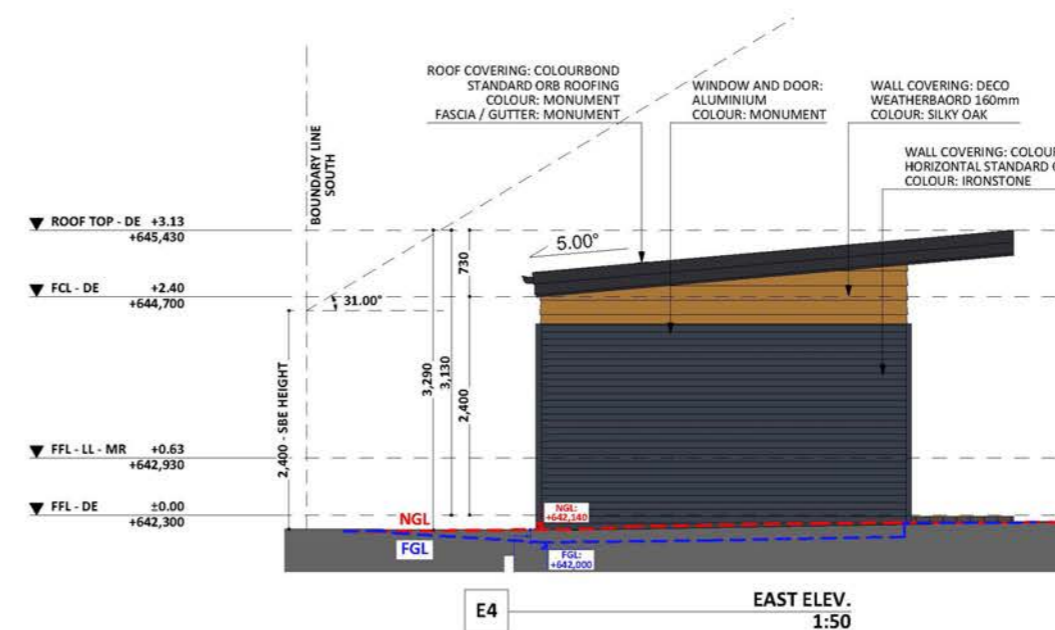 ROOF COVERING: COLOURBOND
STANDARD ORB ROOFING
COLOUR: MONUMENT
FASCIA / GUTTER: MONUMENT
WINDOW AND DOOR:
ALUMINIUM
COLOUR: MONUMENT
WALL COVERING: DECO
WEATHERBAORD 160mm
COLOUR: SILKY OAK
WALL COVERING: COLOU
HORIZONTAL STANDARD
COLOUR: IRONSTONE
BOUNDARY LINE
SOUTH
ROOF TOP - DE +3.13
+645,430
5.00°
730
FCL - DE +2.40
+644,700
31.00°
2,400 - SBE HEIGHT
3,290
3,130
2,400
FFL - LL - MR +0.63
+642,930
FFL - DE ±0.00
+642,300
NGL
NGL:
+642,140
FGL
FGL:
+642,000
E4
EAST ELEV.
1:50